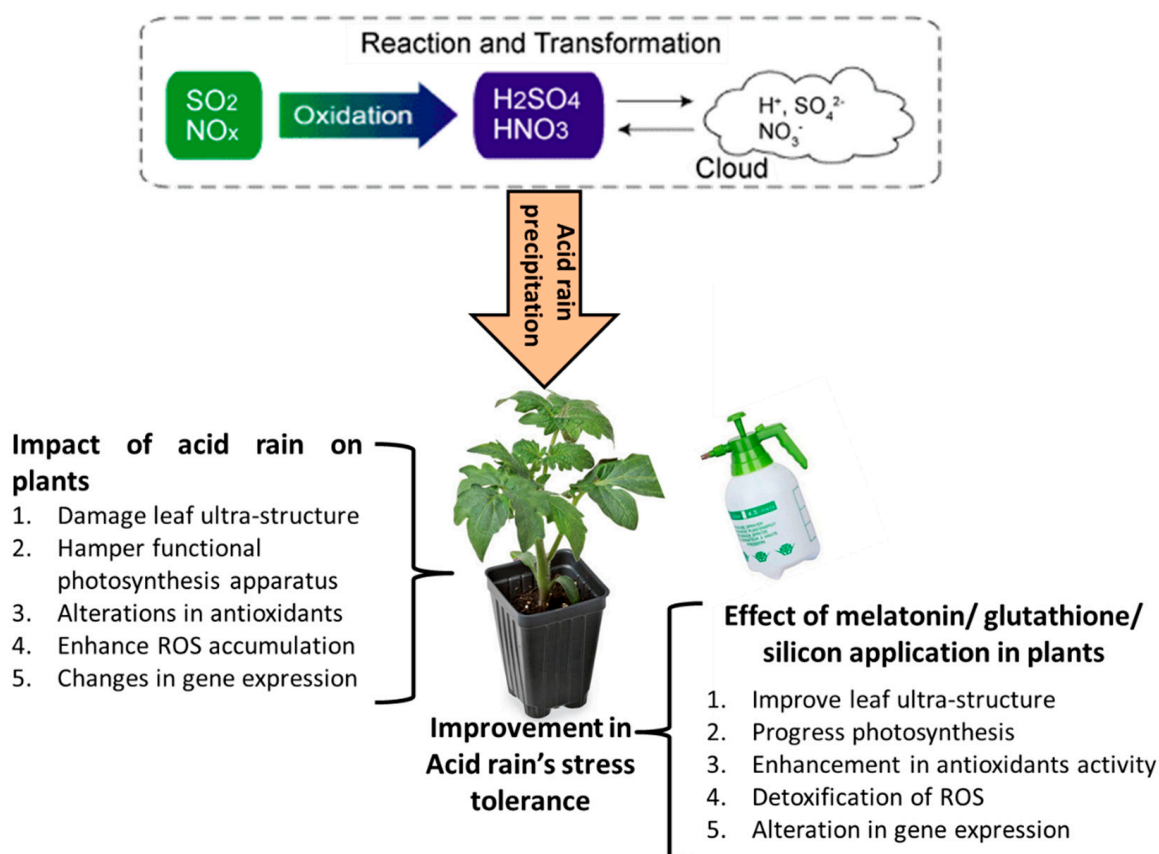 Reaction and Transformation
SO2
NOx
Oxidation
H2SO4
HNO3
H⁺, SO₄²⁻
NO₃⁻
Cloud
Acid rain
precipitation
Impact of acid rain on
plants
1. Damage leaf ultra-structure
2. Hamper functional
photosynthesis apparatus
3. Alterations in antioxidants
4. Enhance ROS accumulation
5. Changes in gene expression
Improvement in
Acid rain's stress
tolerance
Effect of melatonin/ glutathione/
silicon application in plants
1. Improve leaf ultra-structure
2. Progress photosynthesis
3. Enhancement in antioxidants activity
4. Detoxification of ROS
5. Alteration in gene expression